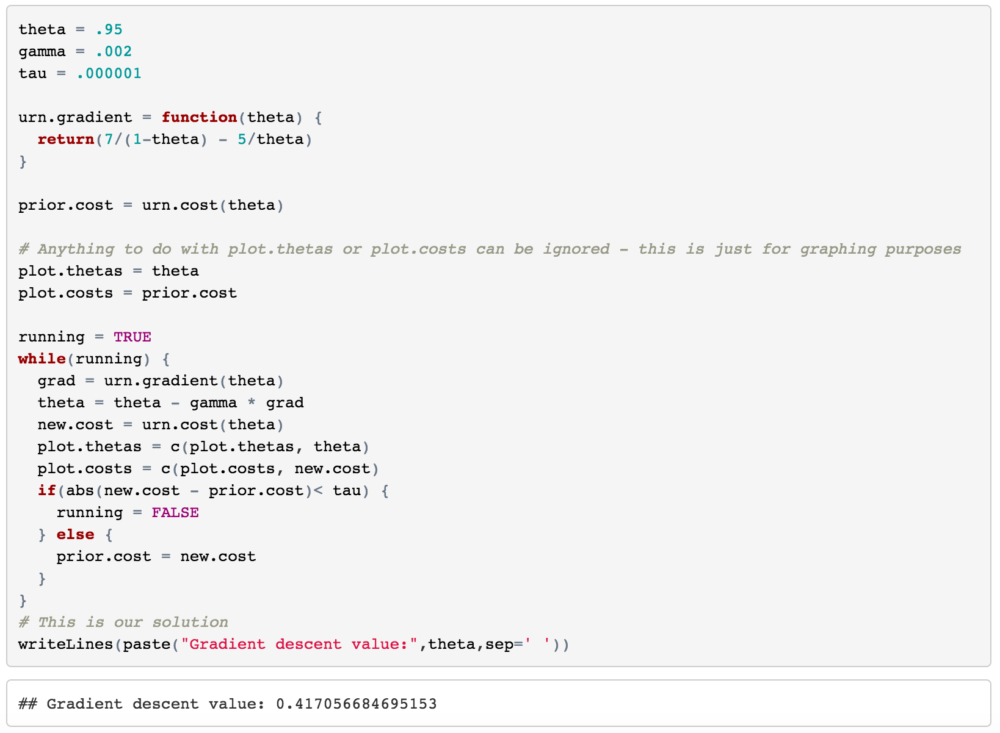 theta = .95
gamma = .002
tau = .000001

urn.gradient = function(theta) {
  return(7/(1-theta) - 5/theta)
}

prior.cost = urn.cost(theta)

# Anything to do with plot.thetas or plot.costs can be ignored - this is just for graphing purposes
plot.thetas = theta
plot.costs = prior.cost

running = TRUE
while(running) {
  grad = urn.gradient(theta)
  theta = theta - gamma * grad
  new.cost = urn.cost(theta)
  plot.thetas = c(plot.thetas, theta)
  plot.costs = c(plot.costs, new.cost)
  if(abs(new.cost - prior.cost)< tau) {
    running = FALSE
  } else {
    prior.cost = new.cost
  }
}
# This is our solution
writeLines(paste("Gradient descent value:",theta,sep=' '))

## Gradient descent value: 0.417056684695153